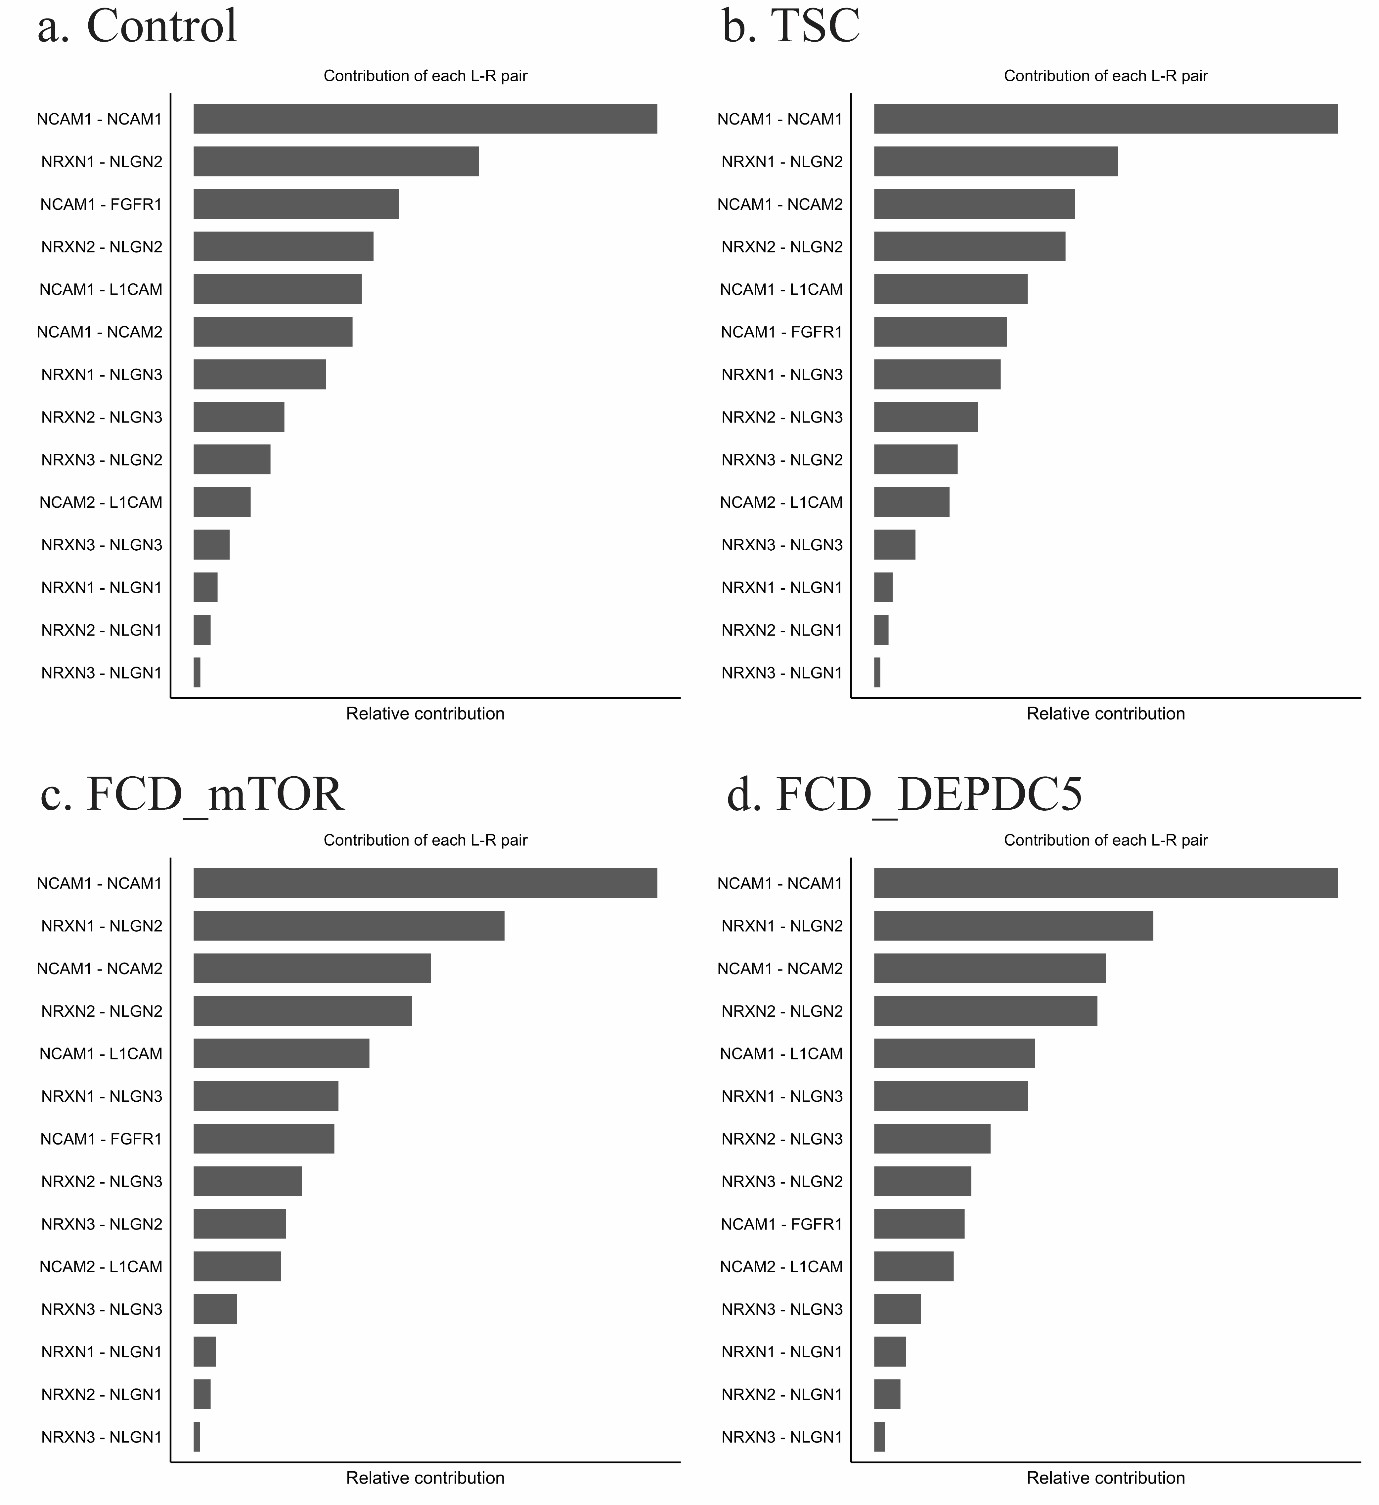 a. Control
Contribution of each L-R pair
NCAM1 - NCAM1
NRXN1 - NLGN2
NCAM1 - FGFR1
NRXN2 - NLGN2
NCAM1 - L1CAM
NCAM1 - NCAM2
NRXN1 - NLGN3
NRXN2 - NLGN3
NRXN3 - NLGN2
NCAM2 - L1CAM
NRXN3 - NLGN3
NRXN1 - NLGN1
NRXN2 - NLGN1
NRXN3 - NLGN1
Relative contribution
b. TSC
Contribution of each L-R pair
NCAM1 - NCAM1
NRXN1 - NLGN2
NCAM1 - NCAM2
NRXN2 - NLGN2
NCAM1 - L1CAM
NCAM1 - FGFR1
NRXN1 - NLGN3
NRXN2 - NLGN3
NRXN3 - NLGN2
NCAM2 - L1CAM
NRXN3 - NLGN3
NRXN1 - NLGN1
NRXN2 - NLGN1
NRXN3 - NLGN1
Relative contribution
c. FCD_mTOR
Contribution of each L-R pair
NCAM1 - NCAM1
NRXN1 - NLGN2
NCAM1 - NCAM2
NRXN2 - NLGN2
NCAM1 - L1CAM
NRXN1 - NLGN3
NCAM1 - FGFR1
NRXN2 - NLGN3
NRXN3 - NLGN2
NCAM2 - L1CAM
NRXN3 - NLGN3
NRXN1 - NLGN1
NRXN2 - NLGN1
NRXN3 - NLGN1
Relative contribution
d. FCD_DEPDC5
Contribution of each L-R pair
NCAM1 - NCAM1
NRXN1 - NLGN2
NCAM1 - NCAM2
NRXN2 - NLGN2
NCAM1 - L1CAM
NRXN1 - NLGN3
NRXN2 - NLGN3
NRXN3 - NLGN2
NCAM1 - FGFR1
NCAM2 - L1CAM
NRXN3 - NLGN3
NRXN1 - NLGN1
NRXN2 - NLGN1
NRXN3 - NLGN1
Relative contribution